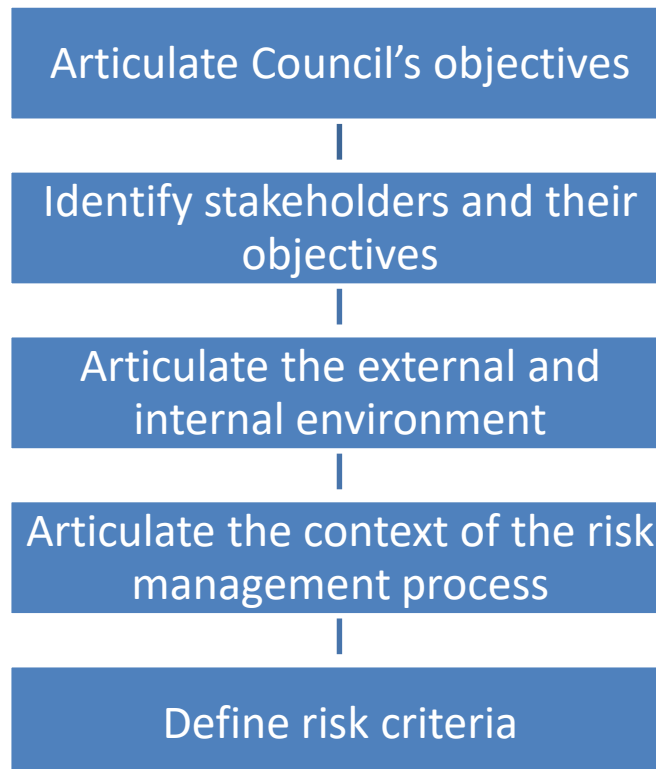 Articulate Council’s objectives
Identify stakeholders and their
objectives
Articulate the external and
internal environment
Articulate the context of the risk
management process
Define risk criteria